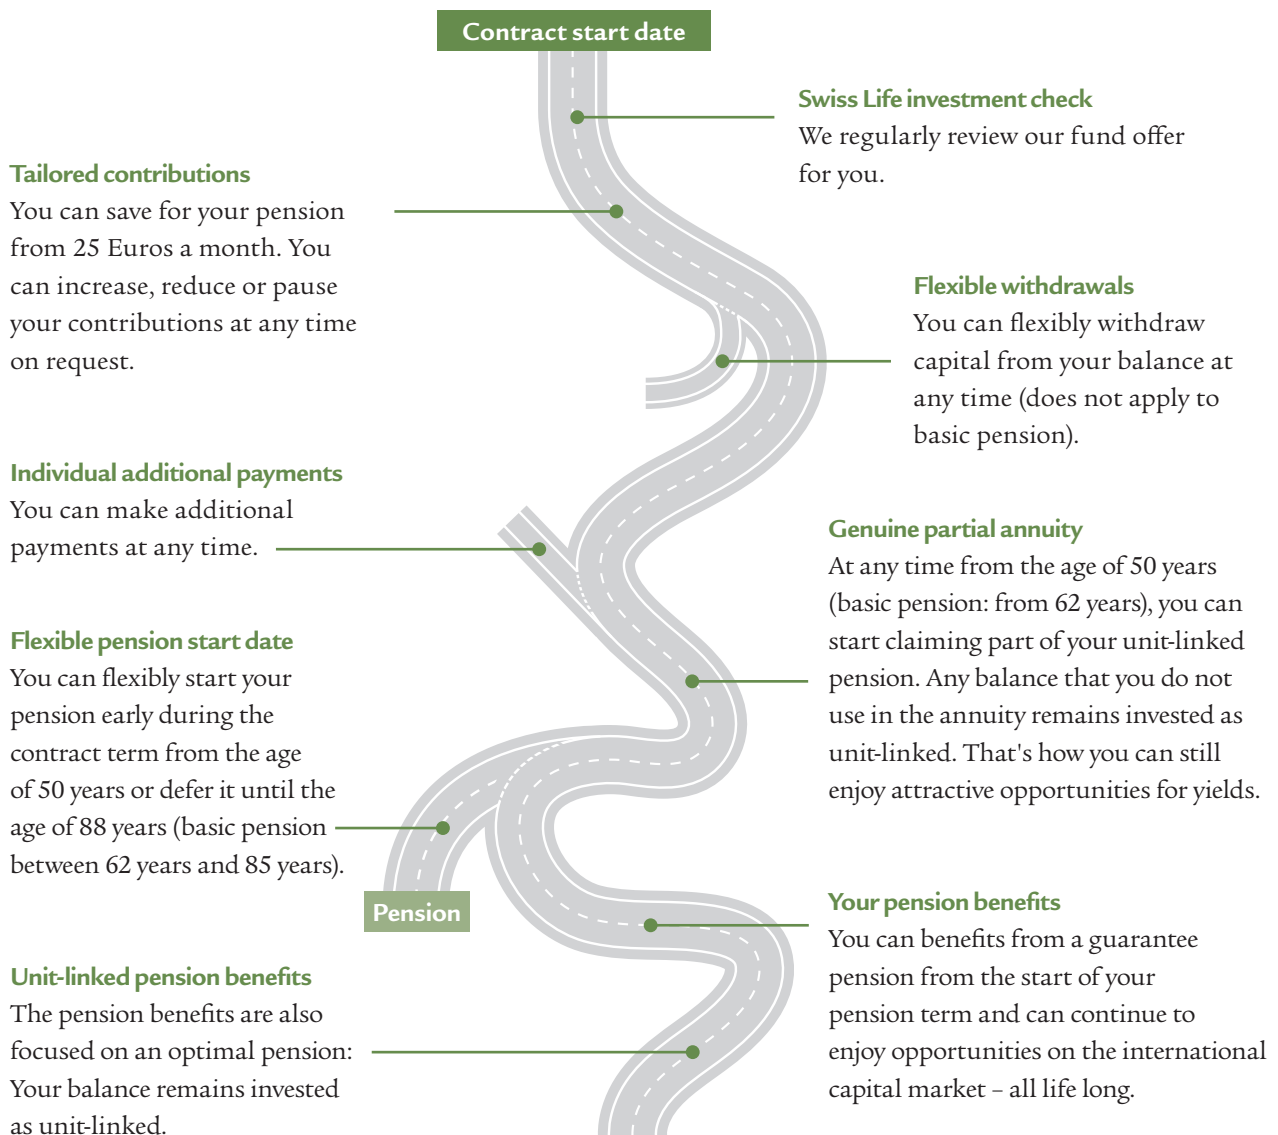 Contract start date
Swiss Life investment check
We regularly review our fund offer
for you.
Tailored contributions
You can save for your pension
from 25 Euros a month. You
can increase, reduce or pause
your contributions at any time
on request.
Flexible withdrawals
You can flexibly withdraw
capital from your balance at
any time (does not apply to
basic pension).
Individual additional payments
You can make additional
payments at any time.
Genuine partial annuity
At any time from the age of 50 years
(basic pension: from 62 years), you can
start claiming part of your unit-linked
pension. Any balance that you do not
use in the annuity remains invested as
unit-linked. That's how you can still
enjoy attractive opportunities for yields.
Flexible pension start date
You can flexibly start your
pension early during the
contract term from the age
of 50 years or defer it until the
age of 88 years (basic pension
between 62 years and 85 years).
Pension
Your pension benefits
You can benefits from a guarantee
pension from the start of your
pension term and can continue to
enjoy opportunities on the international
capital market – all life long.
Unit-linked pension benefits
The pension benefits are also
focused on an optimal pension:
Your balance remains invested
as unit-linked.